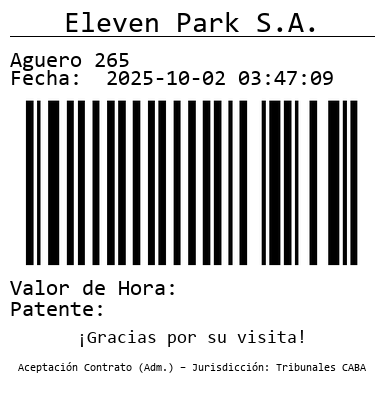 Eleven Park S.A.
Aguero 265
Fecha:  2025-10-02 03:47:09
Valor de Hora:
Patente:
¡Gracias por su visita!
Aceptación Contrato (Adm.) – Jurisdicción: Tribunales CABA